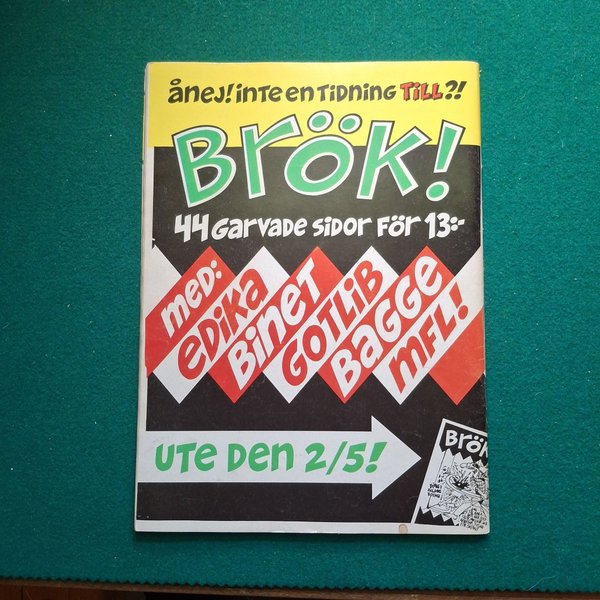 ånej! inte en tidning till?!
Brök!
44 garvade sidor för 13:-
med:
edika
Binet
Gotlib
Bagge
mfl!
ute den 2/5!
Brök